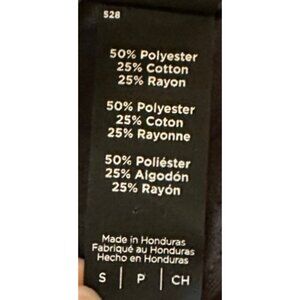 528
50% Polyester
25% Cotton
25% Rayon
50% Polyester
25% Coton
25% Rayonne
50% Poliéster
25% Algodón
25% Rayón
Made in Honduras
Fabriqué au Honduras
Hecho en Honduras
S | P | CH